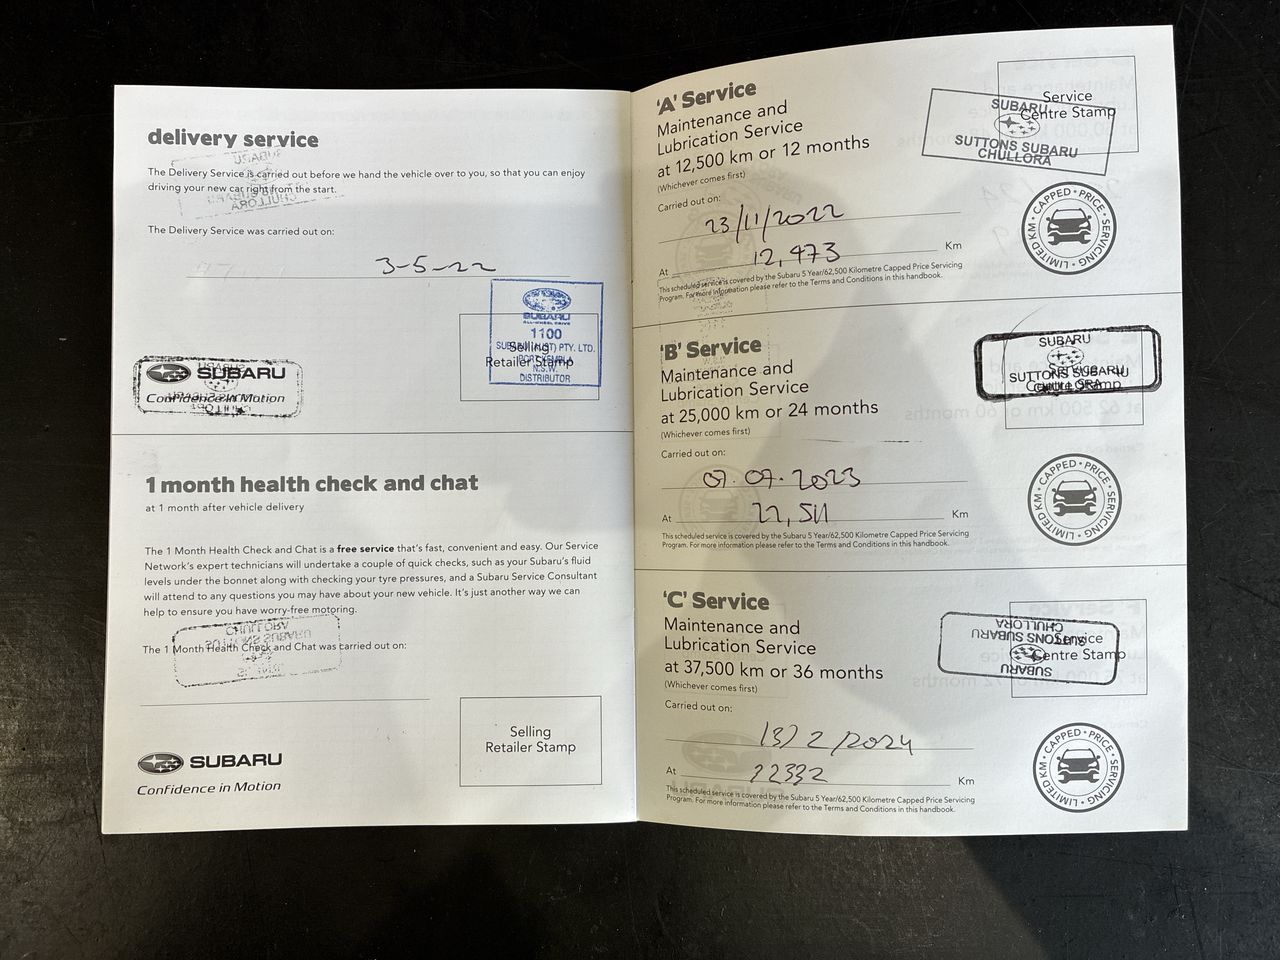 delivery service
The Delivery Service is carried out before we hand the vehicle over to you, so that you can enjoy
driving your new car right from the start.
The Delivery Service was carried out on:
3-5-22
SUBARU
ALL-WHEEL DRIVE
1100
SUBARU (AUST) PTY. LTD.
PORT KEMBLA
N.S.W.
DISTRIBUTOR
Selling
Retailer Stamp
SUBARU
Confidence in Motion
1 month health check and chat
at 1 month after vehicle delivery
The 1 Month Health Check and Chat is a free service that's fast, convenient and easy. Our Service
Network's expert technicians will undertake a couple of quick checks, such as your Subaru's fluid
levels under the bonnet along with checking your tyre pressures, and a Subaru Service Consultant
will attend to any questions you may have about your new vehicle. It's just another way we can
help to ensure you have worry-free motoring.
The 1 Month Health Check and Chat was carried out on:
Selling
Retailer Stamp
SUBARU
Confidence in Motion
'A' Service
Maintenance and
Lubrication Service
at 12,500 km or 12 months
(Whichever comes first)
Carried out on:
23/11/2022
At 12,473 Km
This scheduled service is covered by the Subaru 5 Year/62,500 Kilometre Capped Price Servicing
Program. For more information please refer to the Terms and Conditions in this handbook.
Service
Centre Stamp
SUBARU
SUTTONS SUBARU
CHULLORA
CAPPED • PRICE • SERVICING • LIMITED KM •
'B' Service
Maintenance and
Lubrication Service
at 25,000 km or 24 months
(Whichever comes first)
Carried out on:
07.07.2023
At 22,511 Km
This scheduled service is covered by the Subaru 5 Year/62,500 Kilometre Capped Price Servicing
Program. For more information please refer to the Terms and Conditions in this handbook.
SUBARU
SUTTONS SUBARU
CHULLORA
Service
Centre Stamp
CAPPED • PRICE • SERVICING • LIMITED KM •
'C' Service
Maintenance and
Lubrication Service
at 37,500 km or 36 months
(Whichever comes first)
Carried out on:
13/2/2024
At Km
This scheduled service is covered by the Subaru 5 Year/62,500 Kilometre Capped Price Servicing
Program. For more information please refer to the Terms and Conditions in this handbook.
Service
Centre Stamp
SUBARU
SUTTONS SUBARU
CHULLORA
CAPPED • PRICE • SERVICING • LIMITED KM •